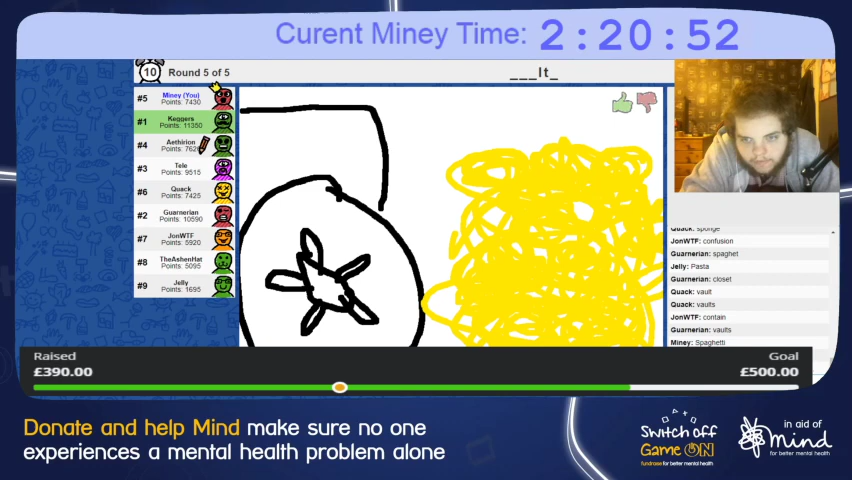 Curent Miney Time: 2:20:52
10
Round 5 of 5
___lt_
#5 Miney (You)
Points: 7430
#1 Keggers
Points: 11350
#4 Aethirion
#3 Tele
Points: 9515
#6 Quack
Points: 7425
#2 Guarnerian
Points: 10590
#7 JonWTF
Points: 5920
#8 TheAshenHat
Points: 5095
#9 Jelly
Points: 1695
Quack: sponge
JonWTF: confusion
Guarnerian: spaghet
Jelly: Pasta
Guarnerian: closet
Quack: vault
Quack: vaults
JonWTF: contain
Guarnerian: vaults
Miney: Spaghetti
Raised
£390.00
Goal
£500.00
Donate and help Mind make sure no one
experiences a mental health problem alone
Switch off
Game ON
fundraise for better mental health
in aid of
mind
for better mental health